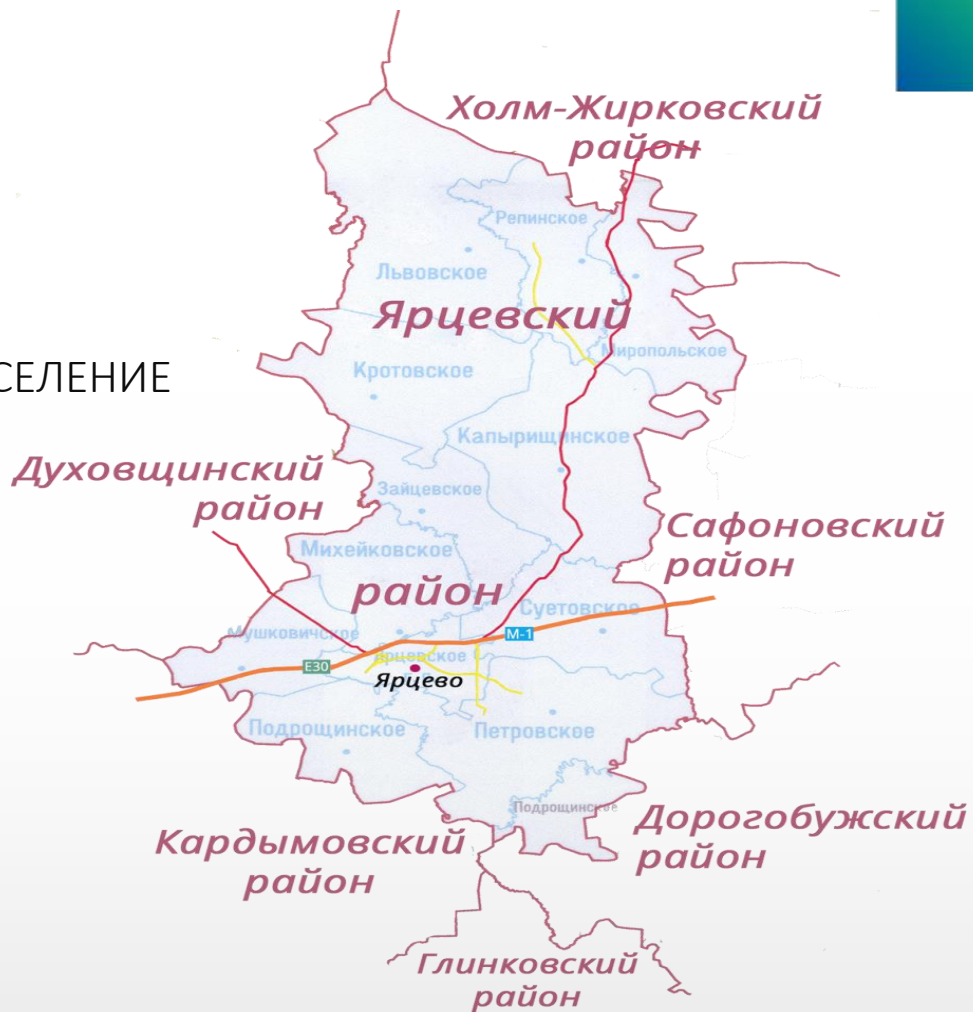 Холм-Жирковский
район
Репинское
Львовское
Ярцевский
Миропольское
СЕЛЕНИЕ
Кротовское
Капырищинское
Духовщинский
район
Зайцевское
Сафоновский
район
Михейковское
район
Суетовское
Мушковичское
М-1
Е30
Ярцевское
Ярцево
Подрощинское
Петровское
Подрощинское
Дорогобужский
район
Кардымовский
район
Глинковский
район